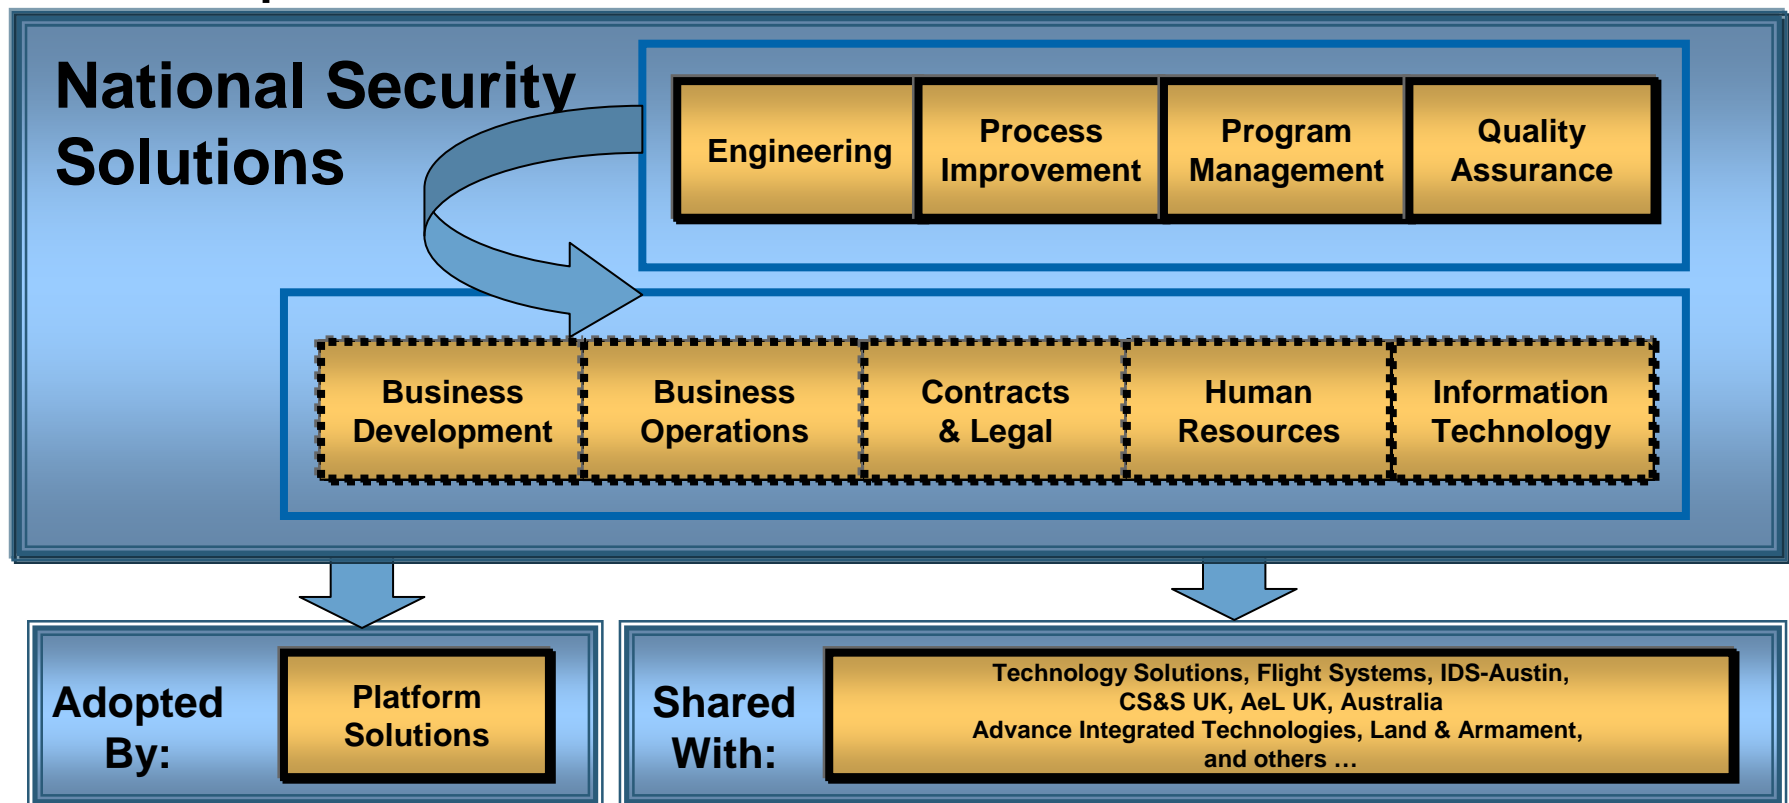 National Security
Solutions
Engineering
Process
Improvement
Program
Management
Quality
Assurance
Business
Development
Business
Operations
Contracts
& Legal
Human
Resources
Information
Technology
Adopted
By:
Platform
Solutions
Shared
With:
Technology Solutions, Flight Systems, IDS-Austin,
CS&S UK, AeL UK, Australia
Advance Integrated Technologies, Land & Armament,
and others …